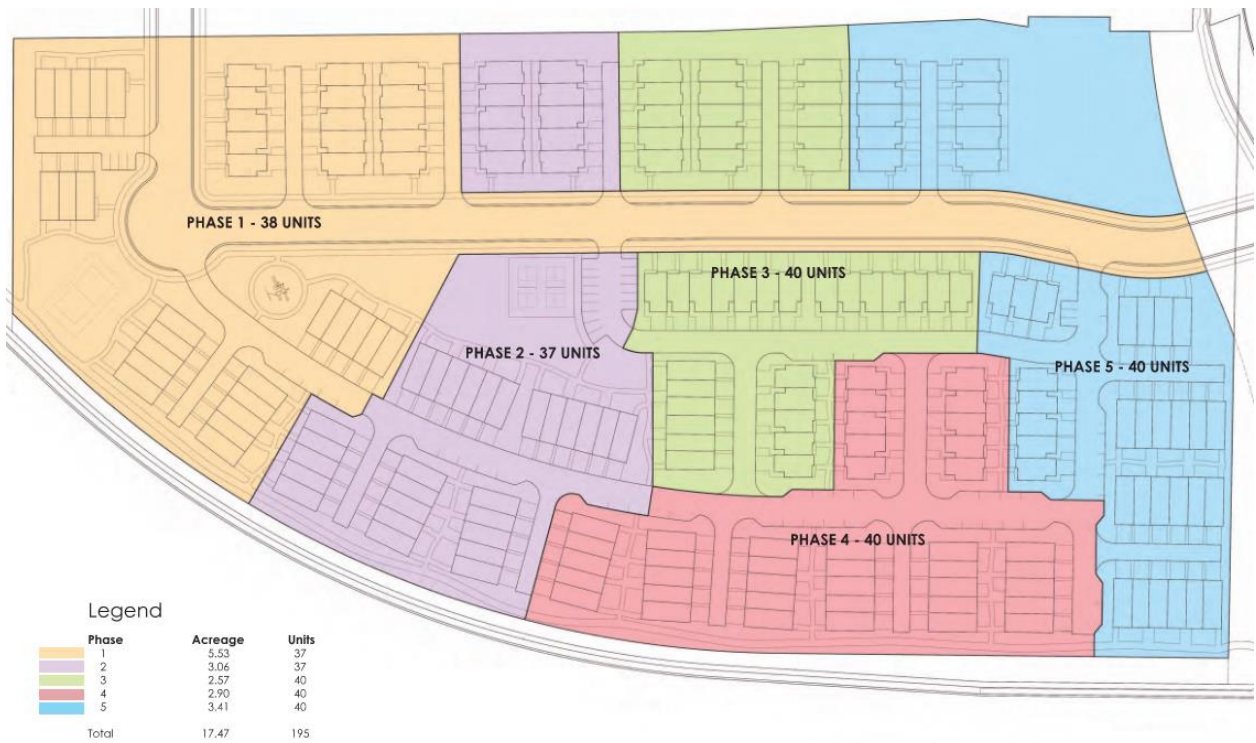 PHASE 1 - 38 UNITS
PHASE 3 - 40 UNITS
PHASE 2 - 37 UNITS
PHASE 5 - 40 UNITS
PHASE 4 - 40 UNITS
Legend
Phase Acreage Units
1 5.53 37
2 3.06 37
3 2.57 40
4 2.90 40
5 3.41 40
Total 17.47 195